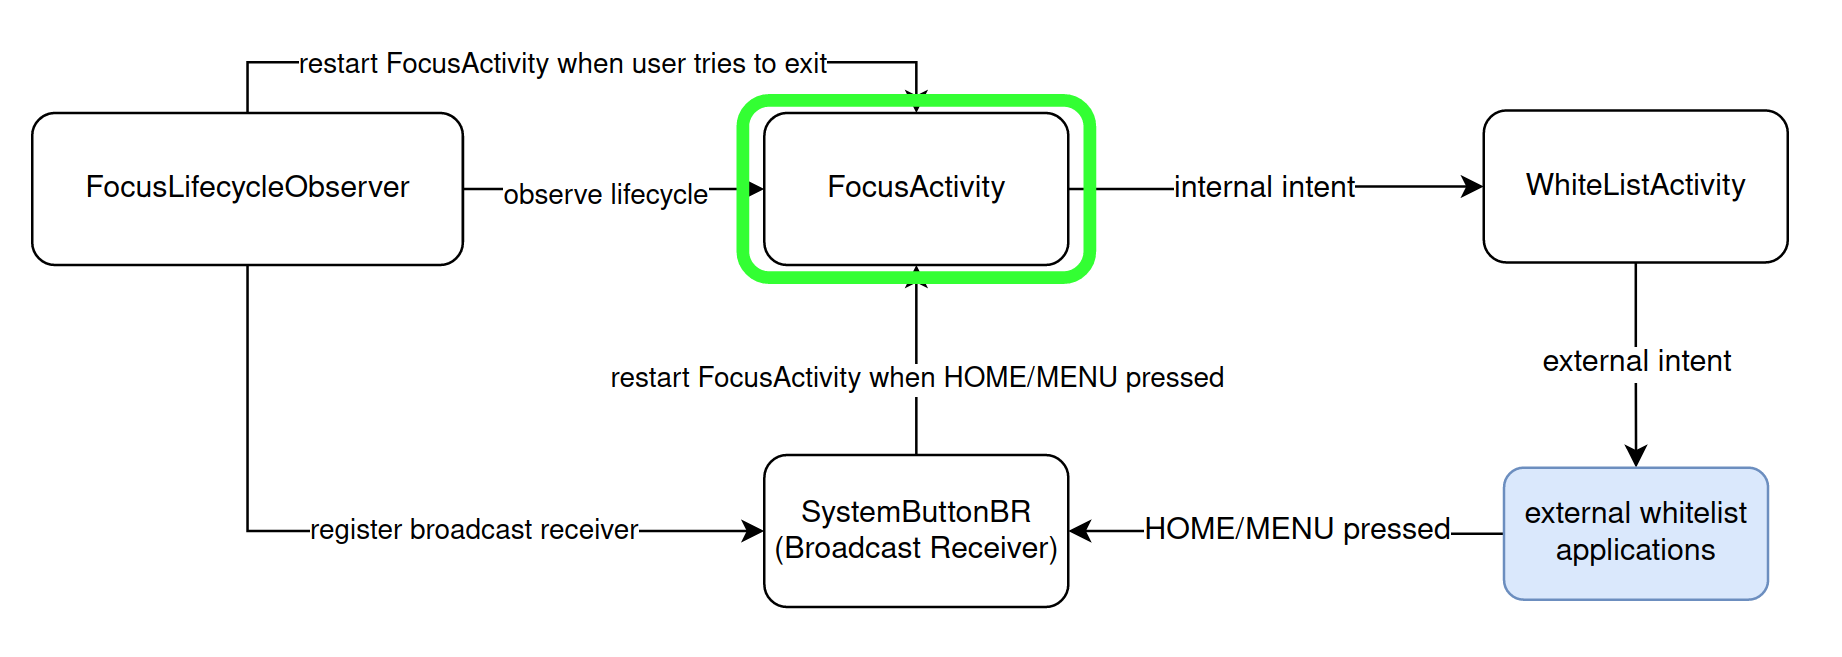 restart FocusActivity when user tries to exit
FocusLifecycleObserver
observe lifecycle
FocusActivity
internal intent
WhiteListActivity
restart FocusActivity when HOME/MENU pressed
external intent
register broadcast receiver
SystemButtonBR
(Broadcast Receiver)
HOME/MENU pressed
external whitelist
applications